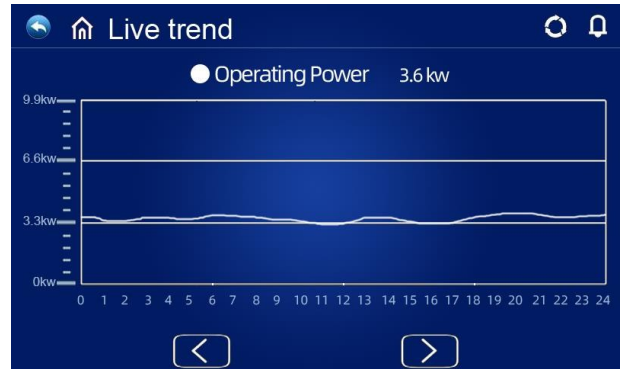 Live trend
Operating Power 3.6 kw
9.9kw
6.6kw
3.3kw
0kw
0 1 2 3 4 5 6 7 8 9 10 11 12 13 14 15 16 17 18 19 20 21 22 23 24